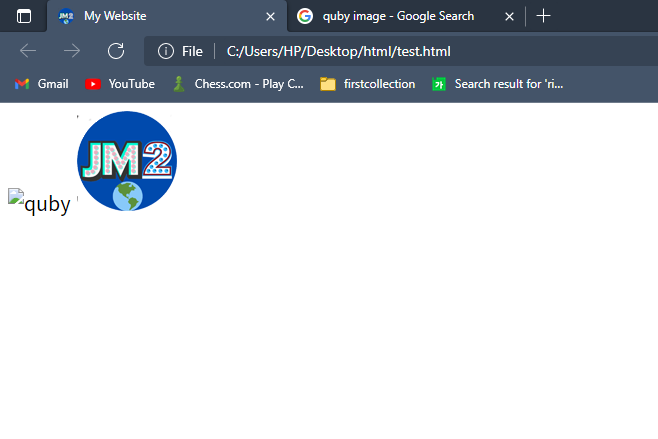 My Website
quby image - Google Search
File
C:/Users/HP/Desktop/html/test.html
Gmail
YouTube
Chess.com - Play C...
firstcollection
가
Search result for 'ri...
JM2
quby